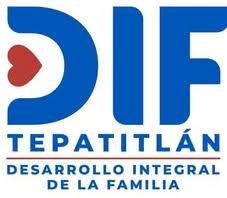 DIF
TEPATITLÁN
DESARROLLO INTEGRAL
DE LA FAMILIA